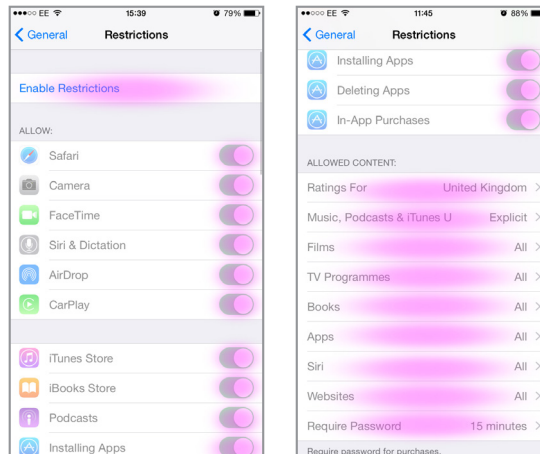 EE 15:39 79%
General Restrictions
Enable Restrictions
ALLOW:
Safari
Camera
FaceTime
Siri & Dictation
AirDrop
CarPlay
iTunes Store
iBooks Store
Podcasts
Installing Apps
EE 11:45 88%
General Restrictions
Installing Apps
Deleting Apps
In-App Purchases
ALLOWED CONTENT:
Ratings For United Kingdom
Music, Podcasts & iTunes U Explicit
Films All
TV Programmes All
Books All
Apps All
Siri All
Websites All
Require Password 15 minutes
Require password for purchases.